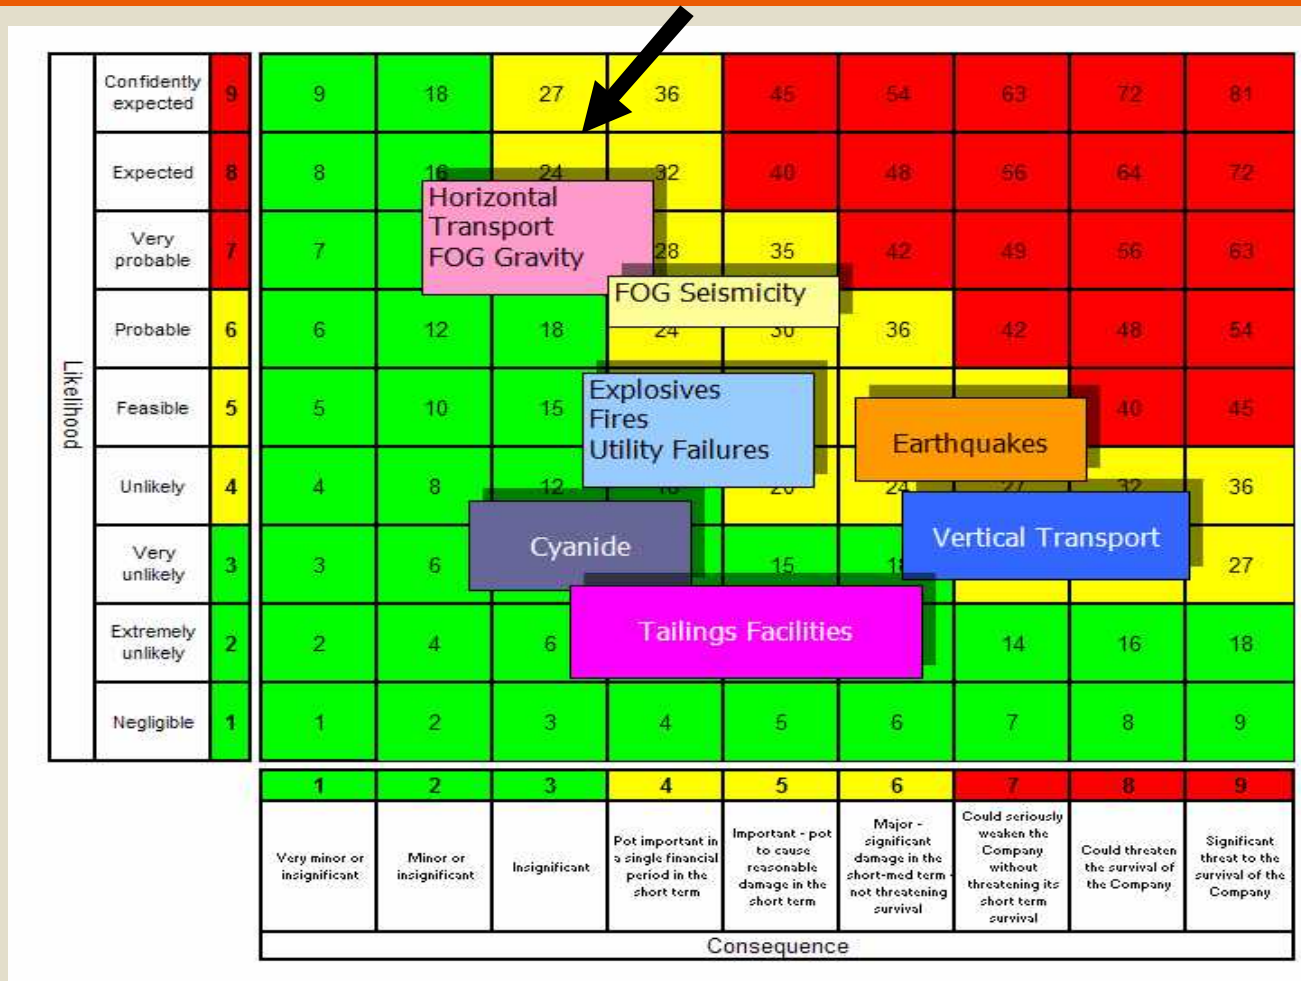 Likelihood
Confidently
expected
9
9 18 27 36 45 54 63 72 81
Expected
8
8 16 24 32 40 48 56 64 72
Horizontal
Transport
FOG Gravity
Very
probable
7
7 28 35 42 49 56 63
FOG Seismicity
Probable
6
6 12 18 24 30 36 42 48 54
Explosives
Fires
Utility Failures
Feasible
5
5 10 15 40 45
Earthquakes
Unlikely
4
4 8 12 20 24 27 32 36
Cyanide
Vertical Transport
Very
unlikely
3
3 6 15 27
Tailings Facilities
Extremely
unlikely
2
2 4 6 14 16 18
Negligible
1
1 2 3 4 5 6 7 8 9
1 2 3 4 5 6 7 8 9
Very minor or
insignificant
Minor or
insignificant
Insignificant
Pot important in
a single financial
period in the
short term
Important - pot
to cause
reasonable
damage in the
short term
Major -
significant
damage in the
short-med term -
not threatening
survival
Could seriously
weaken the
Company
without
threatening its
short term
survival
Could threaten
the survival of
the Company
Significant
threat to the
survival of the
Company
Consequence